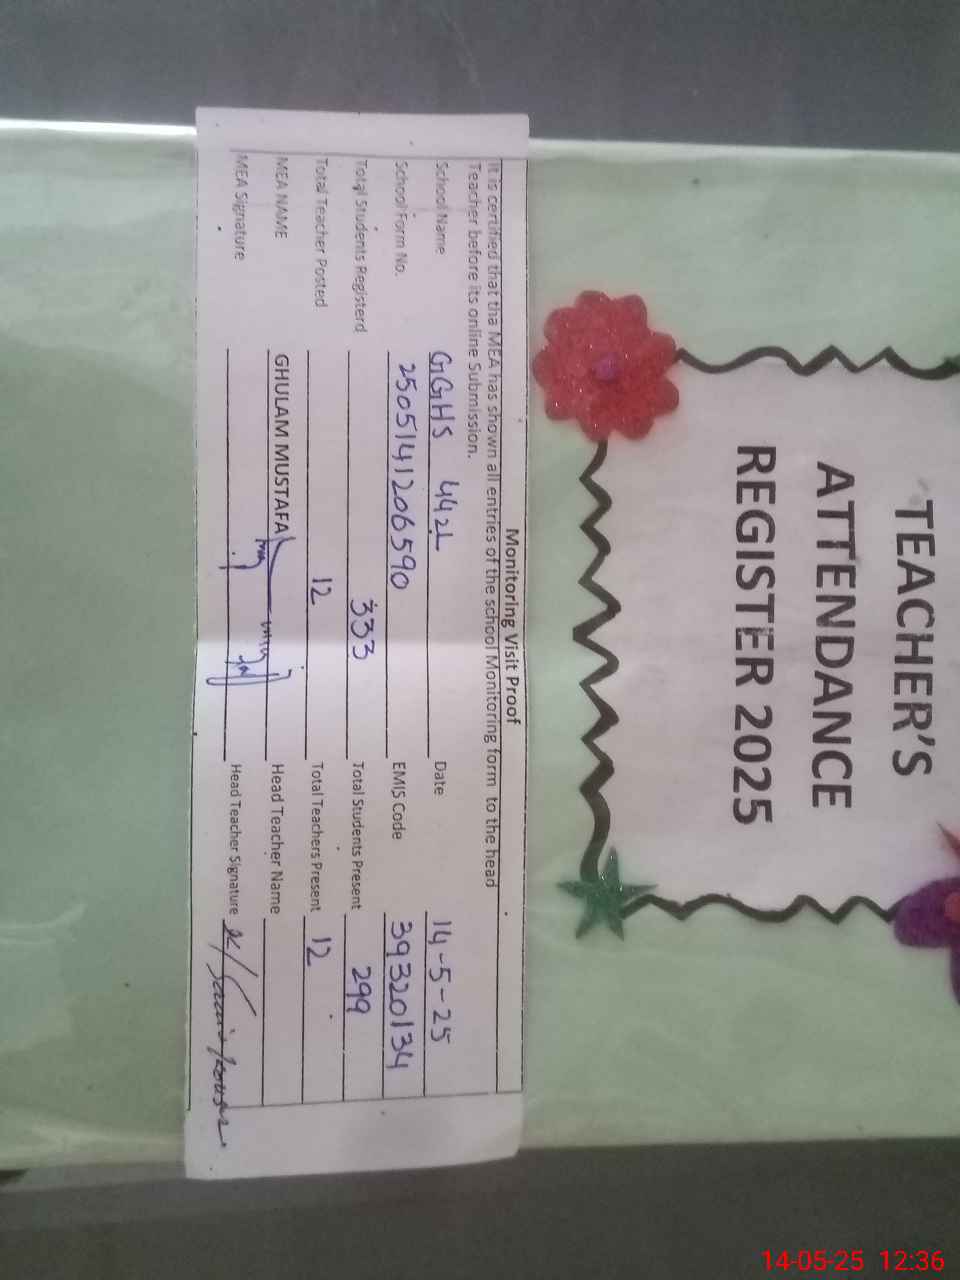 TEACHER'S
ATTENDANCE
REGISTER 2025
Monitoring Visit Proof
It is certified that tha MEA has shown all entries of the school Monitoring form to the head
Teacher before its online Submission.
School Name GGHS 442L Date 14-5-25
School Form No. 2505141206590 EMIS Code 39320134
Total Students Registerd 333 Total Students Present 299
Total Teacher Posted 12 Total Teachers Present 12
MEA NAME GHULAM MUSTAFA Head Teacher Name
MEA Signature Head Teacher Signature
14-05-25 12:36